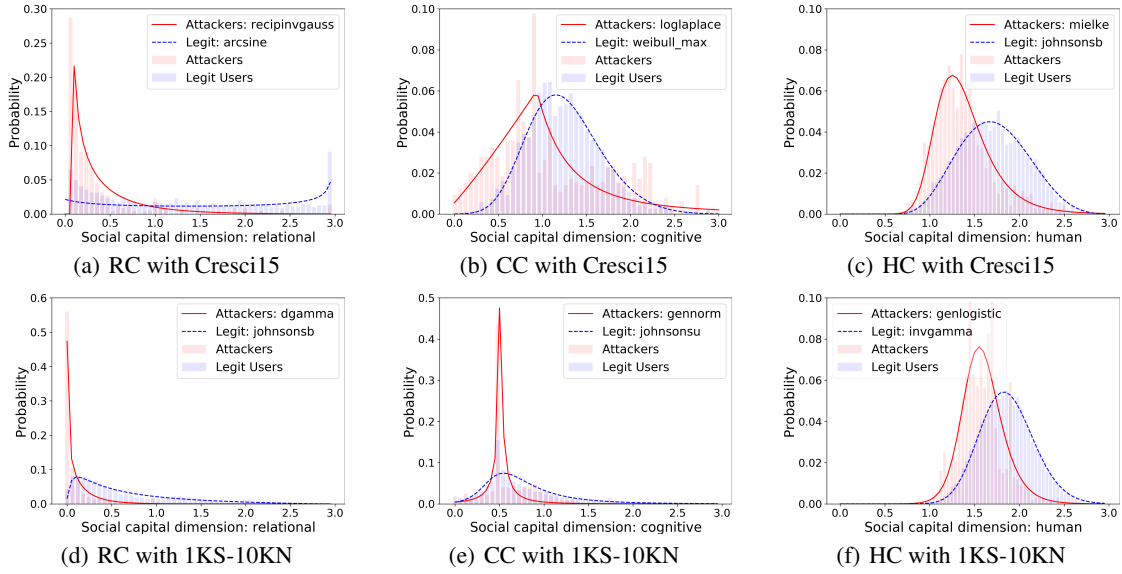 0.30
0.25
0.20
0.15
0.10
0.05
0.00
Probability
Attackers: recipinvgauss
Legit: arcsine
Attackers
Legit Users
0.0 0.5 1.0 1.5 2.0 2.5 3.0
Social capital dimension: relational
(a) RC with Cresci15
0.10
0.08
0.06
0.04
0.02
0.00
Probability
Attackers: loglaplace
Legit: weibull_max
Attackers
Legit Users
0.0 0.5 1.0 1.5 2.0 2.5 3.0
Social capital dimension: cognitive
(b) CC with Cresci15
0.10
0.08
0.06
0.04
0.02
0.00
Probability
Attackers: mielke
Legit: johnsonsb
Attackers
Legit Users
0.0 0.5 1.0 1.5 2.0 2.5 3.0
Social capital dimension: human
(c) HC with Cresci15
0.6
0.5
0.4
0.3
0.2
0.1
0.0
Probability
Attackers: dgamma
Legit: johnsonsb
Attackers
Legit Users
0.0 0.5 1.0 1.5 2.0 2.5 3.0
Social capital dimension: relational
(d) RC with 1KS-10KN
0.5
0.4
0.3
0.2
0.1
0.0
Probability
Attackers: gennorm
Legit: johnsonsu
Attackers
Legit Users
0.0 0.5 1.0 1.5 2.0 2.5 3.0
Social capital dimension: cognitive
(e) CC with 1KS-10KN
0.10
0.08
0.06
0.04
0.02
0.00
Probability
Attackers: genlogistic
Legit: invgamma
Attackers
Legit Users
0.0 0.5 1.0 1.5 2.0 2.5 3.0
Social capital dimension: human
(f) HC with 1KS-10KN